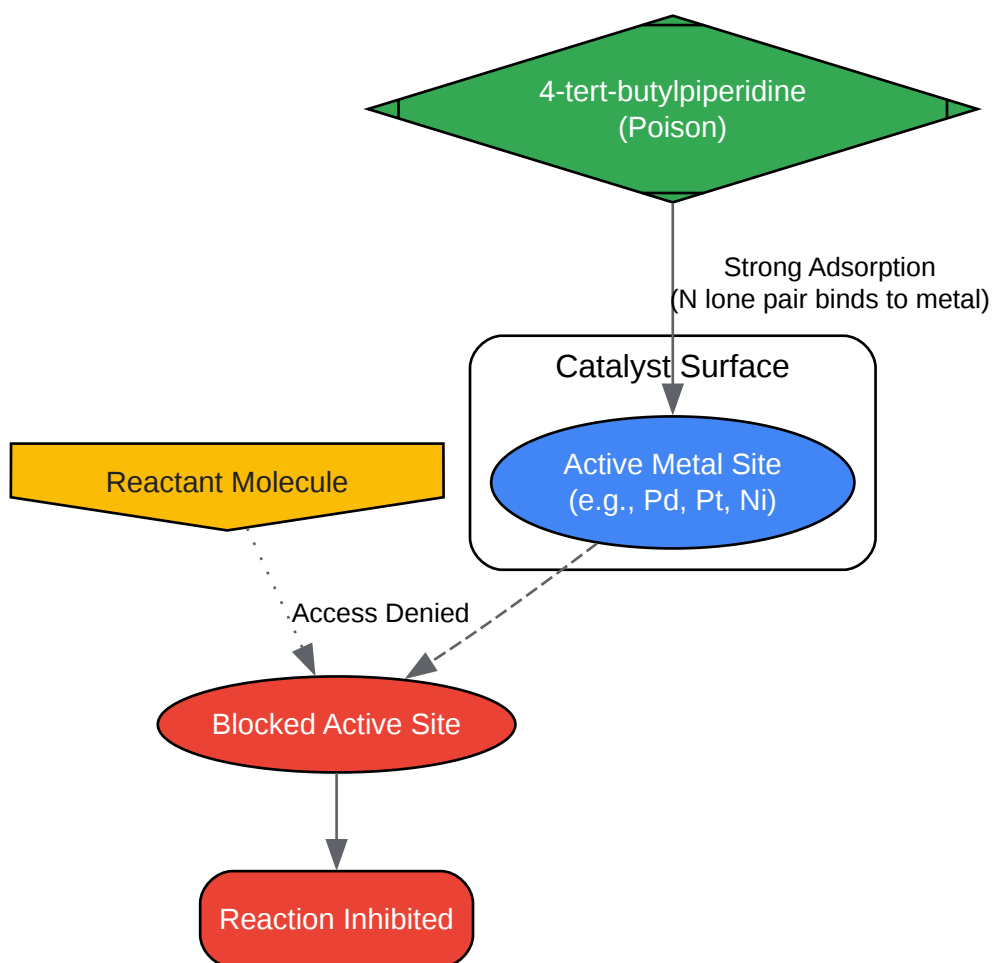 4-tert-butylpiperidine
(Poison)
Strong Adsorption
(N lone pair binds to metal)
Catalyst Surface
Active Metal Site
(e.g., Pd, Pt, Ni)
Reactant Molecule
Access Denied
Blocked Active Site
Reaction Inhibited